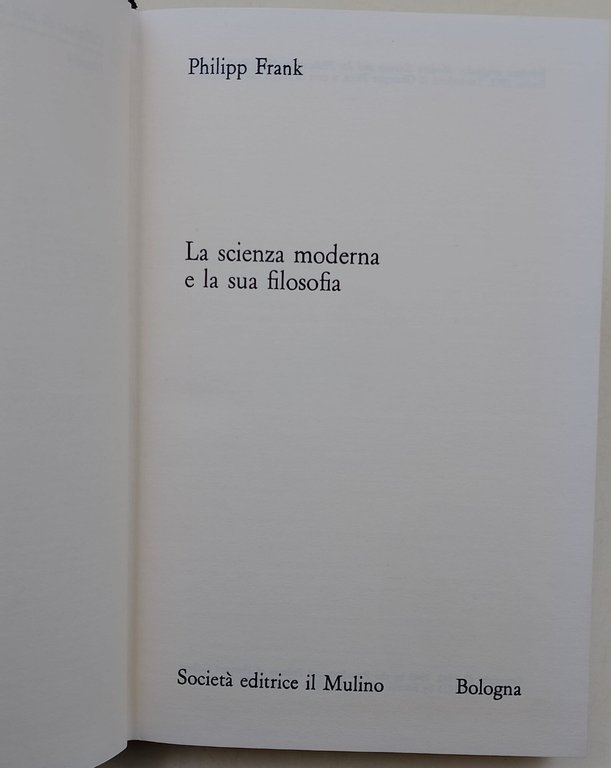 Philipp Frank
La scienza moderna
e la sua filosofia
Società editrice il Mulino Bologna